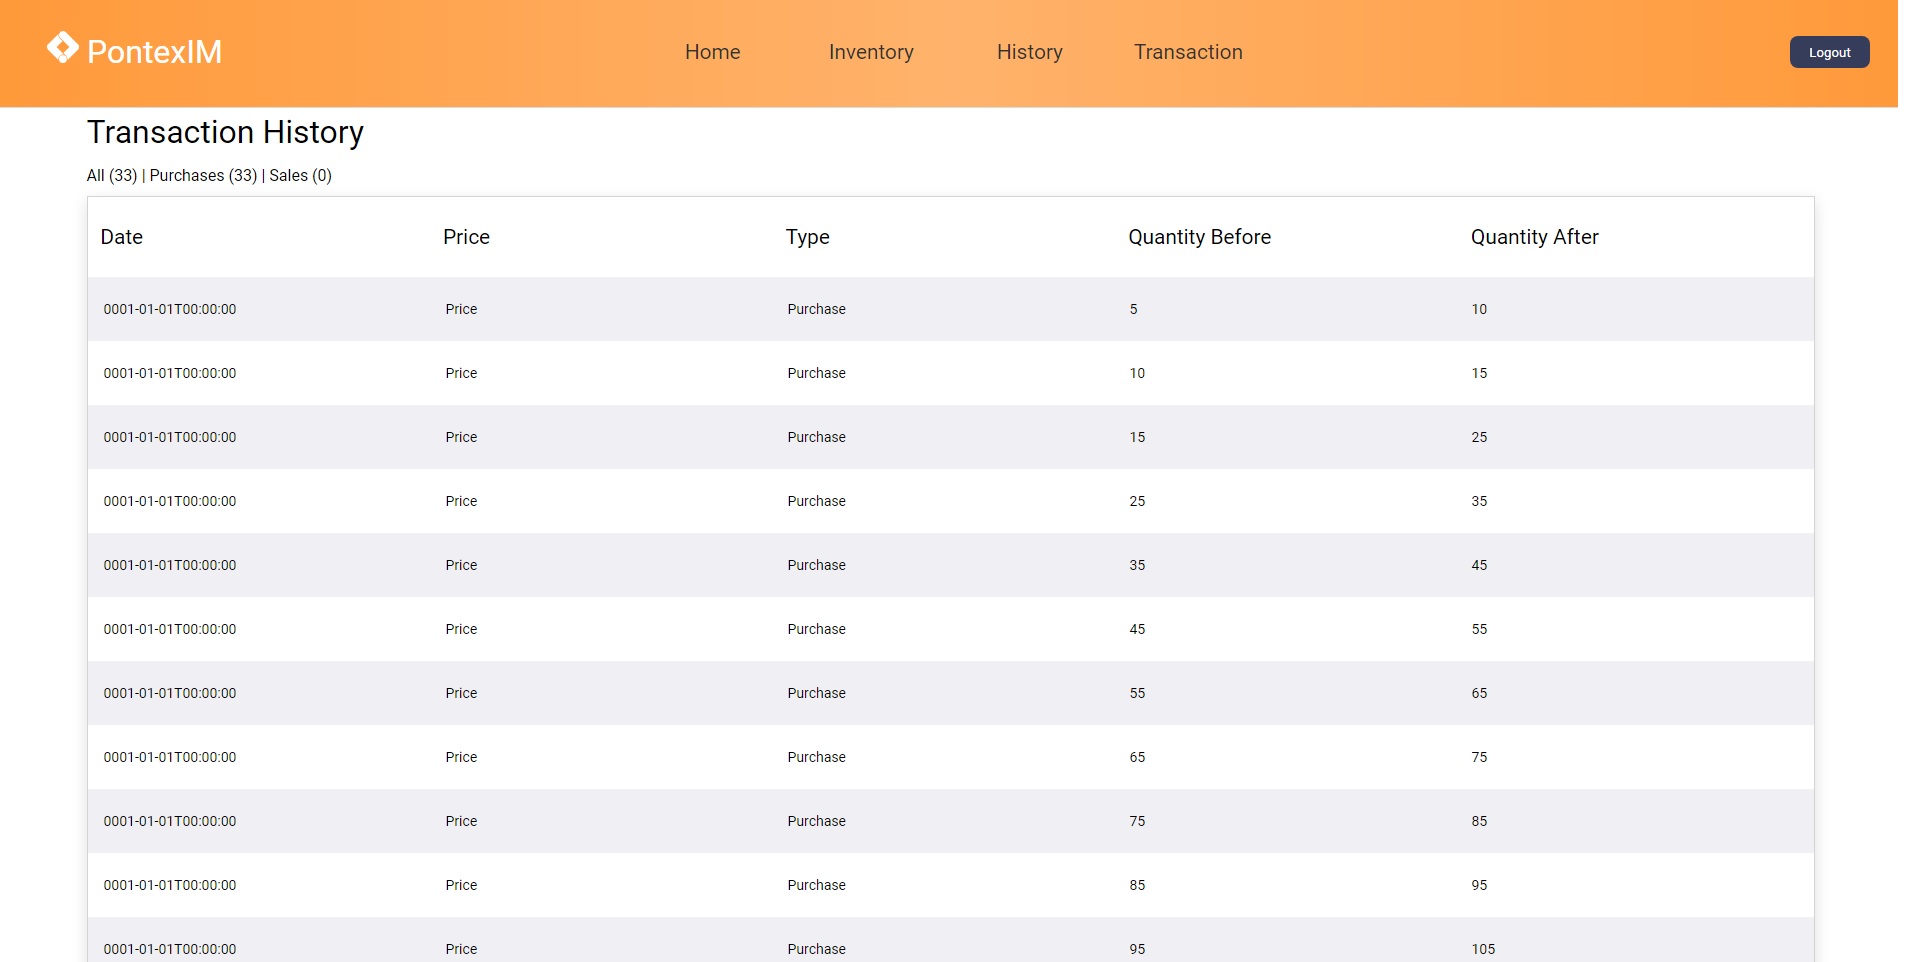 PontexIM Home Inventory History Transaction Logout
Transaction History
All (33) | Purchases (33) | Sales (0)
Date Price Type Quantity Before Quantity After
0001-01-01T00:00:00 Price Purchase 5 10
0001-01-01T00:00:00 Price Purchase 10 15
0001-01-01T00:00:00 Price Purchase 15 25
0001-01-01T00:00:00 Price Purchase 25 35
0001-01-01T00:00:00 Price Purchase 35 45
0001-01-01T00:00:00 Price Purchase 45 55
0001-01-01T00:00:00 Price Purchase 55 65
0001-01-01T00:00:00 Price Purchase 65 75
0001-01-01T00:00:00 Price Purchase 75 85
0001-01-01T00:00:00 Price Purchase 85 95
0001-01-01T00:00:00 Price Purchase 95 105